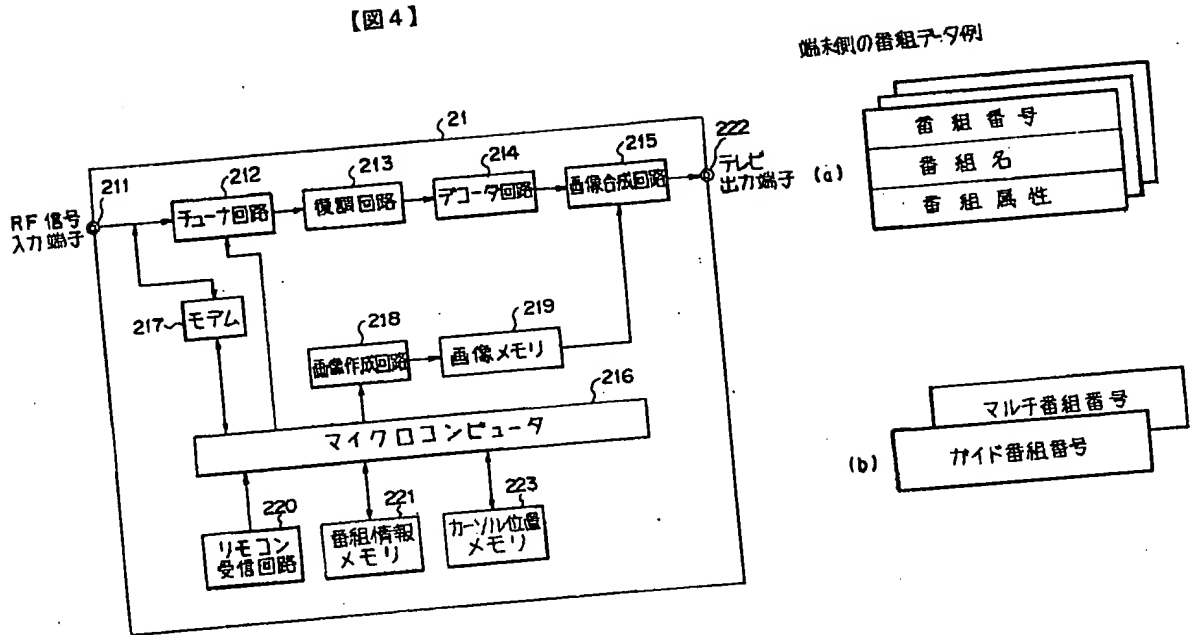 【図4】
端末側の番組データ例
21
番組番号
211
212
213
214
215
222
番組名
RF信号
入力端子
チューナ回路
復調回路
デコーダ回路
画像合成回路
テレビ
出力端子
(a)
番組属性
217
モデム
218
219
画像作成回路
画像メモリ
216
マイクロコンピュータ
マルチ番組番号
(b)
ガイド番組番号
220
221
223
リモコン
受信回路
番組情報
メモリ
カーソル位置
メモリ